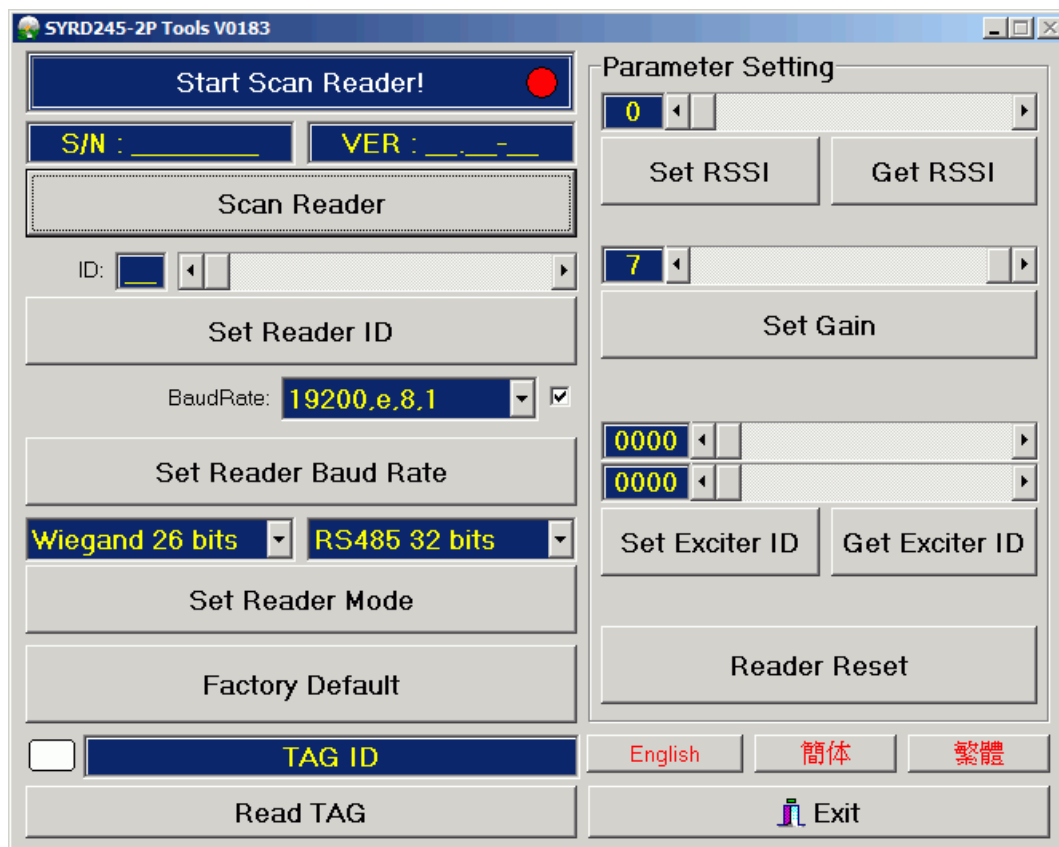 SYRD245-2P Tools V0183
Start Scan Reader!
S/N : ________ VER : __.__-__
Scan Reader
ID: __
Set Reader ID
BaudRate: 19200,e,8,1
Set Reader Baud Rate
Wiegand 26 bits RS485 32 bits
Set Reader Mode
Factory Default
TAG ID
Read TAG
Parameter Setting
0
Set RSSI Get RSSI
7
Set Gain
0000
0000
Set Exciter ID Get Exciter ID
Reader Reset
English 簡体 繁體
Exit